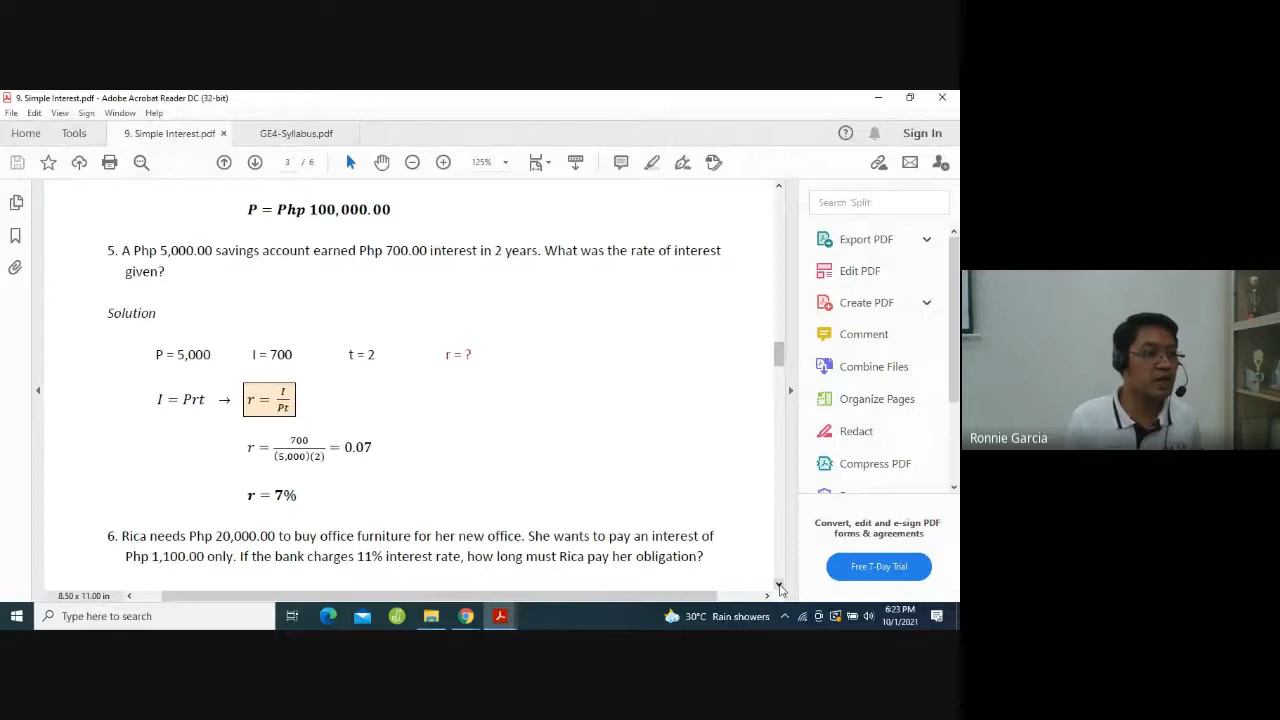 9. Simple Interest.pdf - Adobe Acrobat Reader DC (32-bit)
File Edit View Sign Window Help
Home Tools 9. Simple Interest.pdf × GE4-Syllabus.pdf Sign In
3 / 6 125%
P = Php 100,000.00
5. A Php 5,000.00 savings account earned Php 700.00 interest in 2 years. What was the rate of interest
given?
Solution
P = 5,000 I = 700 t = 2 r = ?
I = Prt → r = I/Pt
r = 700/(5,000)(2) = 0.07
r = 7%
6. Rica needs Php 20,000.00 to buy office furniture for her new office. She wants to pay an interest of
Php 1,100.00 only. If the bank charges 11% interest rate, how long must Rica pay her obligation?
8.50 x 11.00 in
Search 'Split'
Export PDF
Edit PDF
Create PDF
Comment
Combine Files
Organize Pages
Redact
Compress PDF
Convert, edit and e-sign PDF
forms & agreements
Free 7-Day Trial
Type here to search
30°C Rain showers
6:23 PM
10/1/2021
Ronnie Garcia